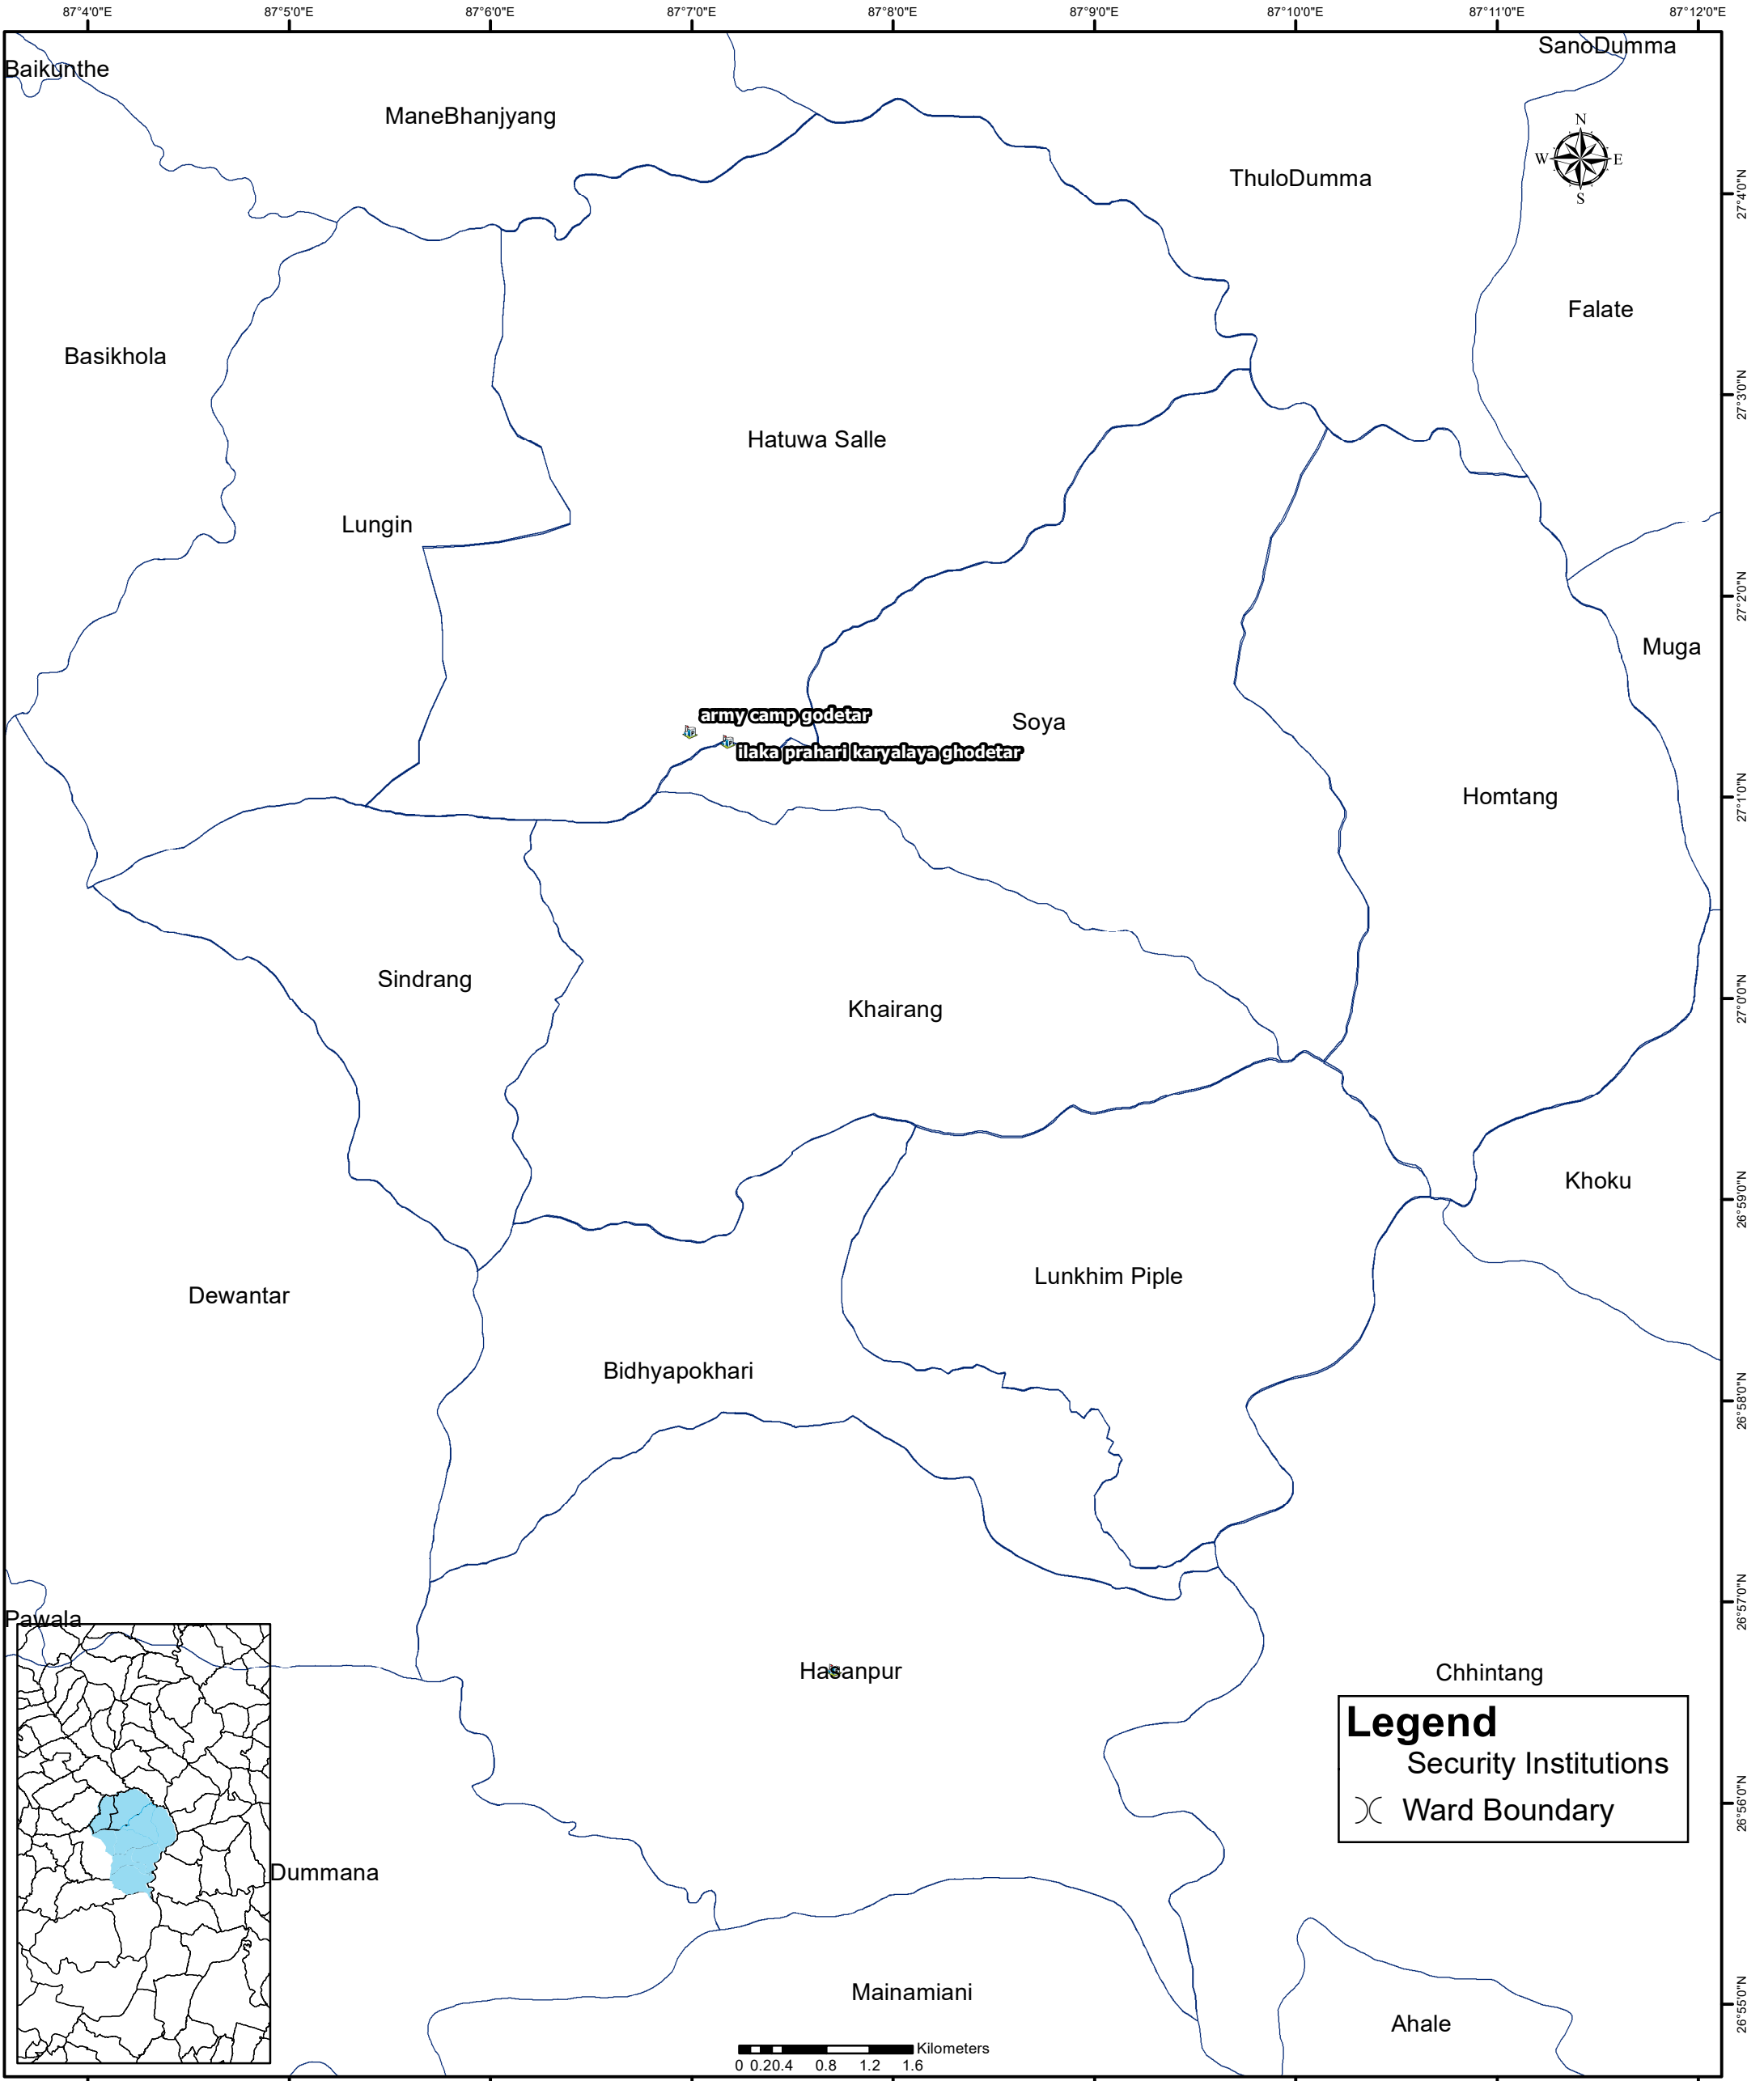 87°4'0"E 87°5'0"E 87°6'0"E 87°7'0"E 87°8'0"E 87°9'0"E 87°10'0"E 87°11'0"E 87°12'0"E
SanoDumma
Baikunthe
ManeBhanjyang
N
W E
S
ThuloDumma
27°4'0"N
Falate
Basikhola
27°3'0"N
Hatuwa Salle
Lungin
27°2'0"N
Muga
army camp godetar
Soya
ilaka prahari karyalaya ghodetar
Homtang
27°1'0"N
Sindrang
27°0'0"N
Khairang
Khoku
26°59'0"N
Lunkhim Piple
Dewantar
Bidhyapokhari
26°58'0"N
26°57'0"N
Pawala
Hasanpur
Chhintang
Legend
Security Institutions
Ward Boundary
26°56'0"N
Dummana
Mainamiani
26°55'0"N
Ahale
Kilometers
0 0.20.4 0.8 1.2 1.6